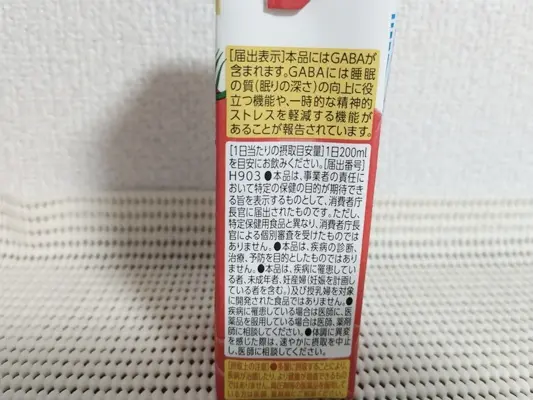 [届出表示]本品にはGABAが
含まれます。GABAには睡眠
の質(眠りの深さ)の向上に役
立つ機能や、一時的な精神的
ストレスを軽減する機能が
あることが報告されています。
[1日当たりの摂取目安量]1日200ml
を目安にお飲みください。[届出番号]
H903 ●本品は、事業者の責任に
おいて特定の保健の目的が期待でき
る旨を表示するものとして、消費者庁
長官に届出されたものです。ただし、
特定保健用食品と異なり、消費者庁長
官による個別審査を受けたものでは
ありません。●本品は、疾病の診断、
治療、予防を目的としたものではあり
ません。●本品は、疾病に罹患してい
る者、未成年者、妊産婦(妊娠を計画し
ている者を含む。)及び授乳婦を対象
に開発された食品ではありません。●
疾病に罹患している場合は医師に、医
薬品を服用している場合は医師、薬剤
師に相談してください。●体調に異変
を感じた際は、速やかに摂取を中止
し、医師に相談してください。
[摂取上の注意]●多量に摂取することにより、